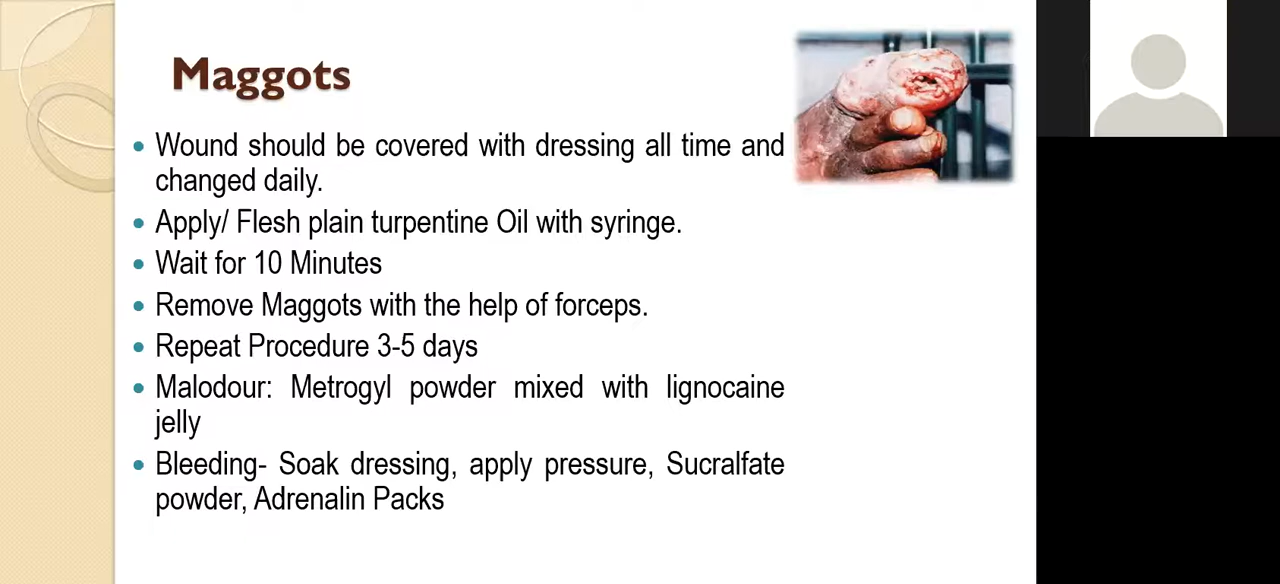 Maggots
Wound should be covered with dressing all time and
changed daily.
Apply/ Flesh plain turpentine Oil with syringe.
Wait for 10 Minutes
Remove Maggots with the help of forceps.
Repeat Procedure 3-5 days
Malodour: Metrogyl powder mixed with lignocaine
jelly
Bleeding- Soak dressing, apply pressure, Sucralfate
powder, Adrenalin Packs